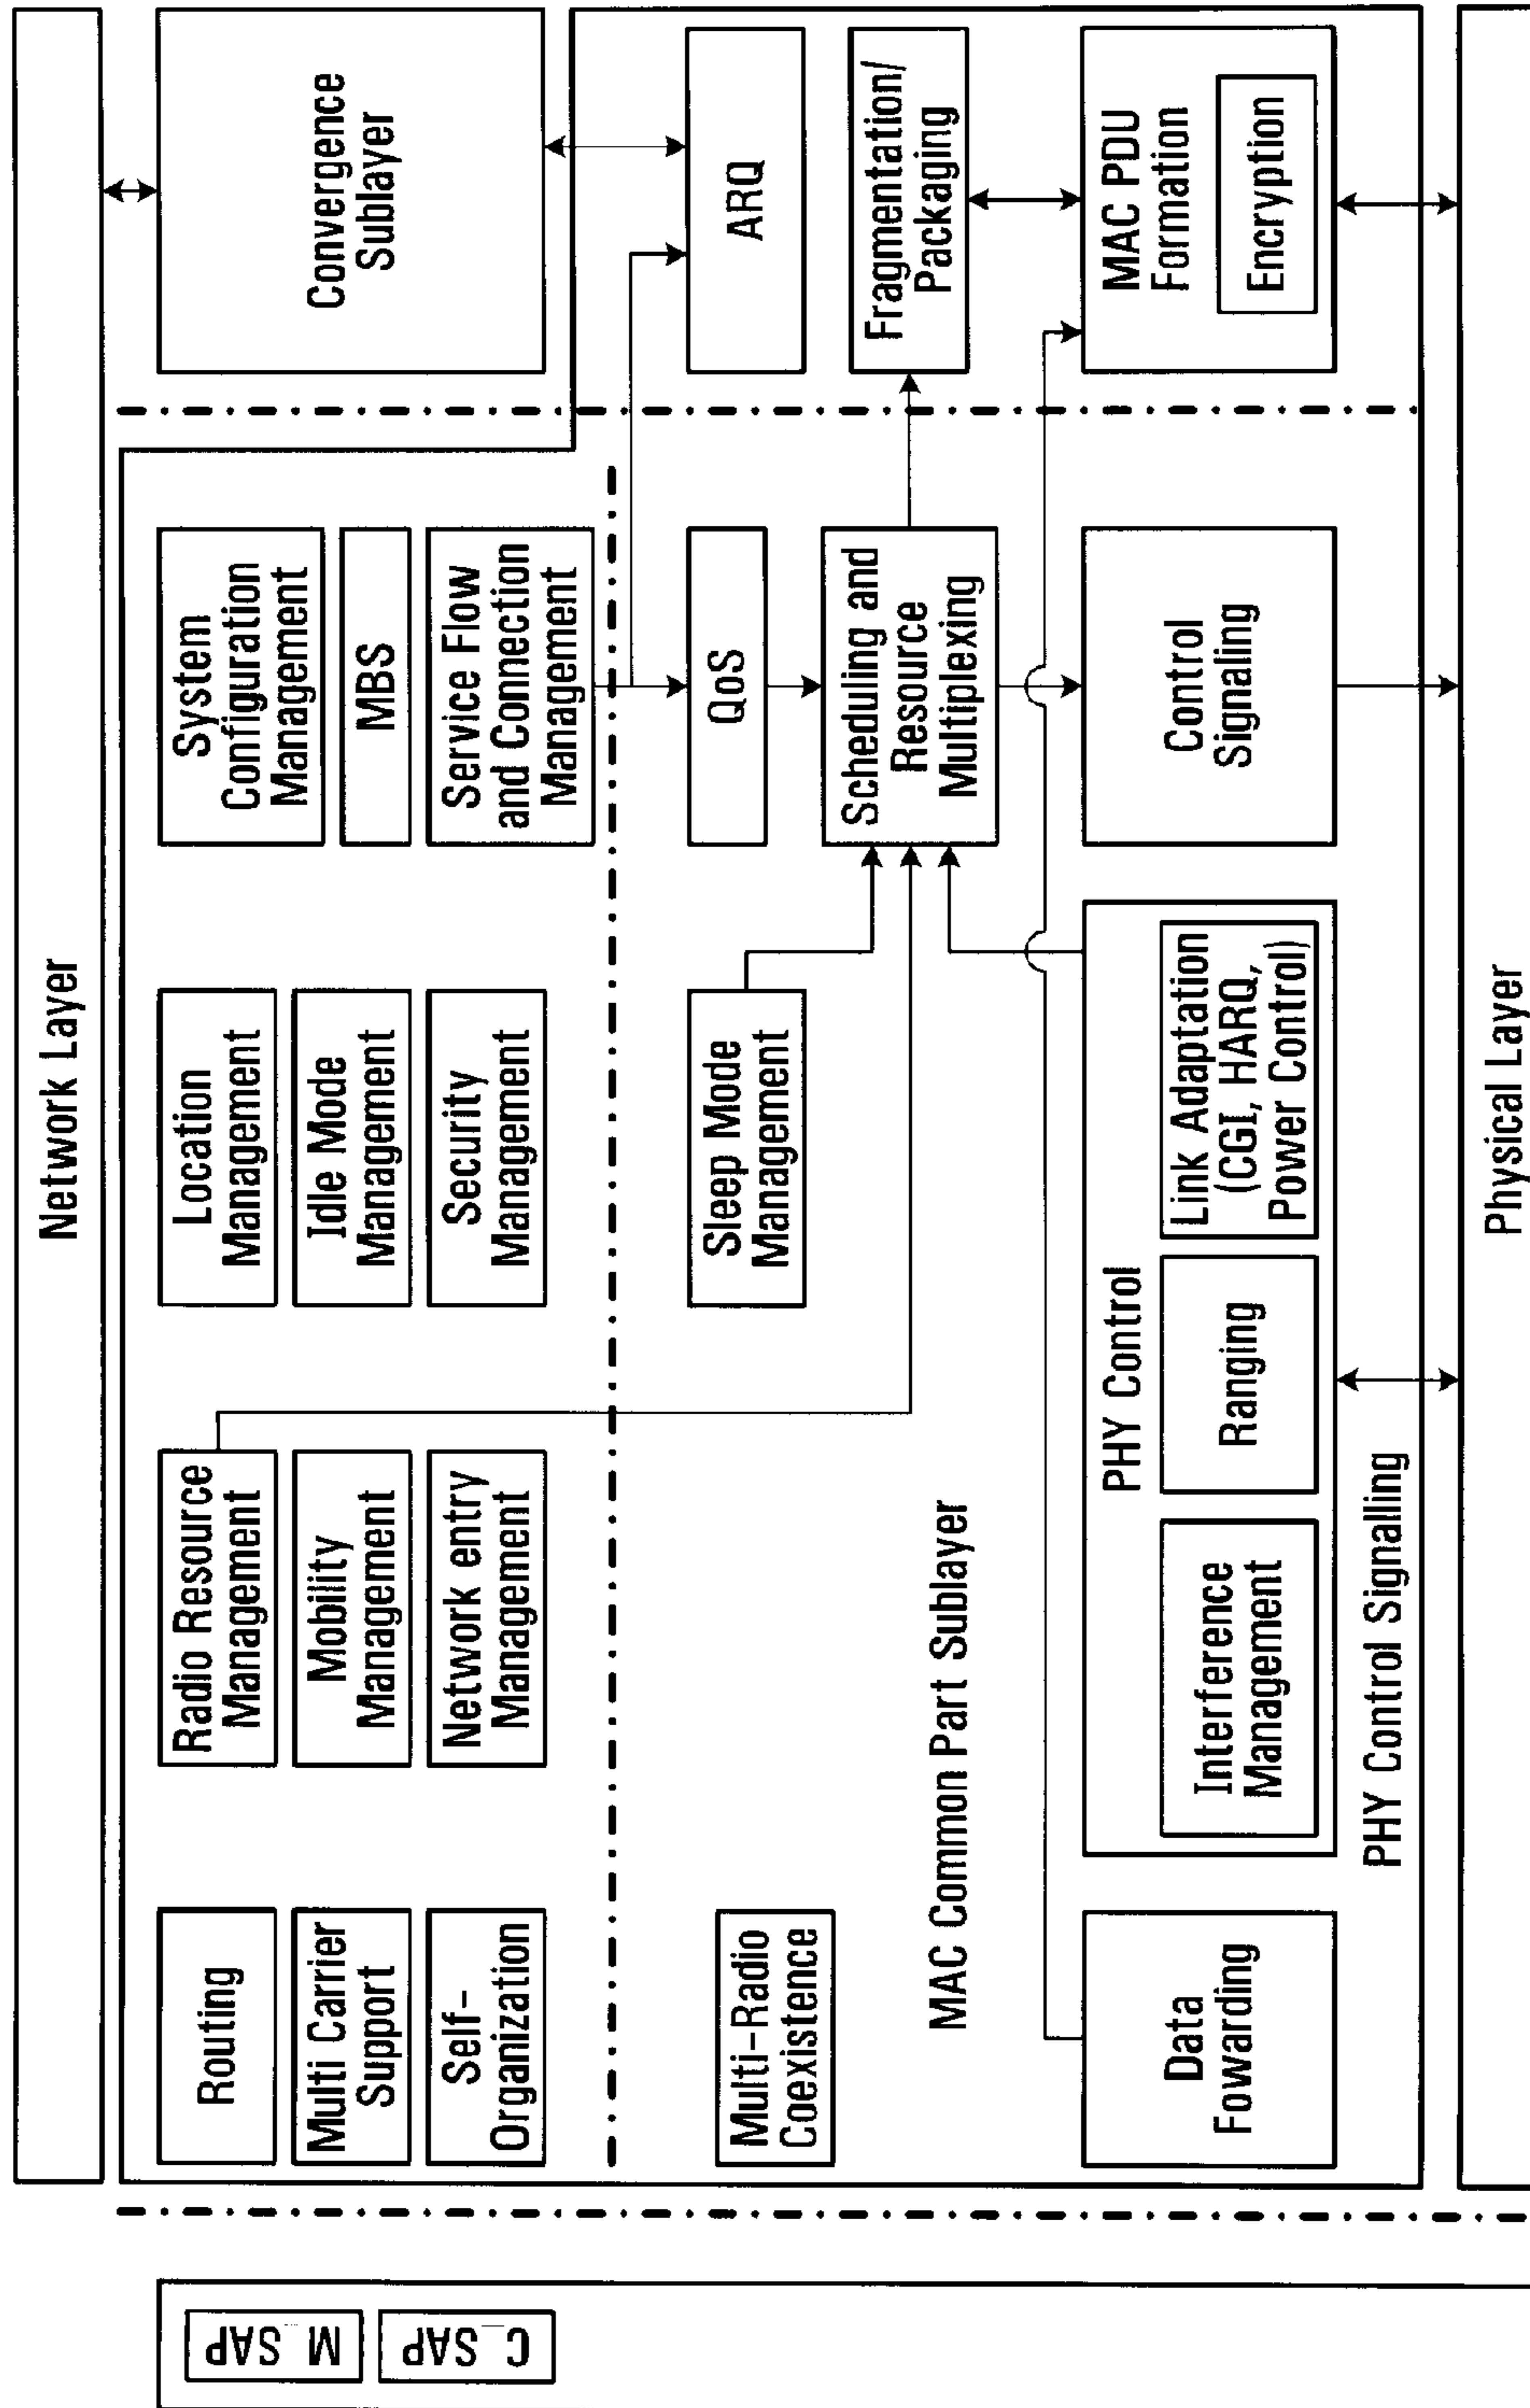 Network Layer
M_SAP
C_SAP
Routing
Radio Resource
Management
Location
Management
System
Configuration
Management
Convergence
Sublayer
Multi Carrier
Support
Mobility
Management
Idle Mode
Management
MBS
Self-
Organization
Network entry
Management
Security
Management
Service Flow
and Connection
Management
Multi-Radio
Coexistence
Sleep Mode
Management
QoS
ARQ
MAC Common Part Sublayer
Scheduling and
Resource
Multiplexing
Fragmentation/
Packaging
Data
Fowarding
PHY Control
Interference
Management
Ranging
Link Adaptation
(CGI, HARQ,
Power Control)
Control
Signaling
MAC PDU
Formation
Encryption
PHY Control Signalling
Physical Layer